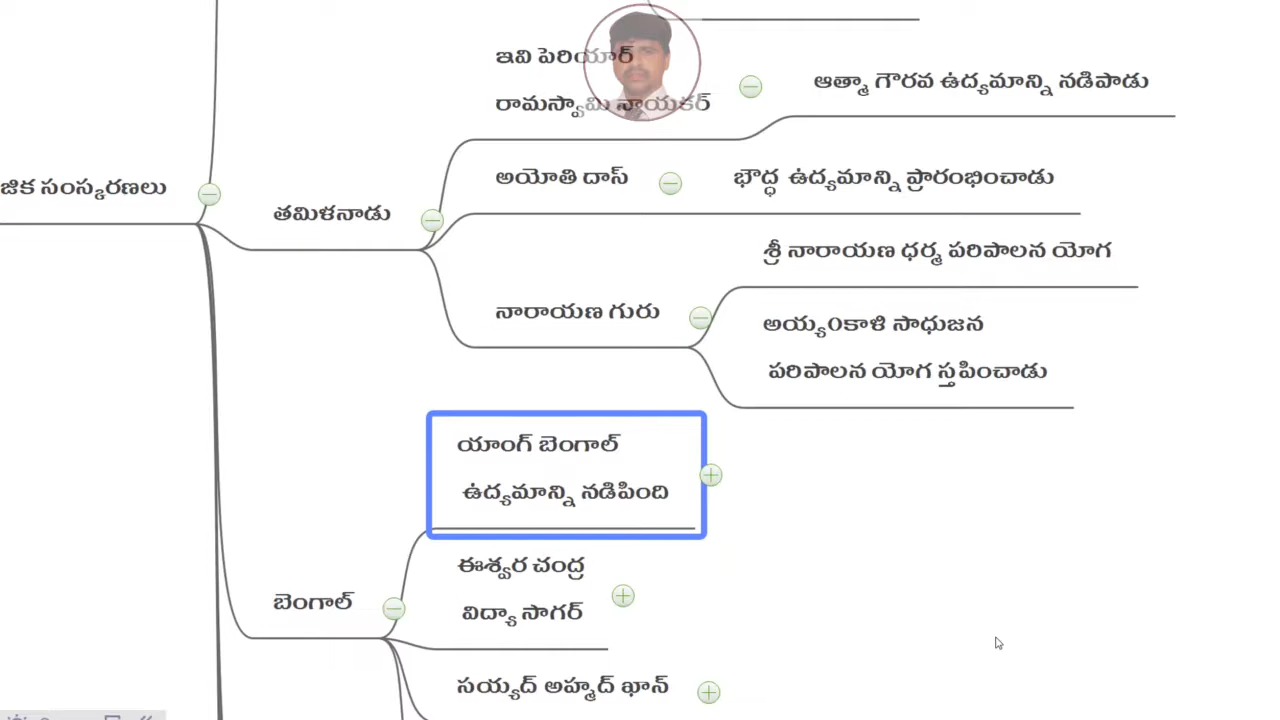 ఇవి పెరియార్
రామస్వామి నాయకర్
ఆత్మా గౌరవ ఉద్యమాన్ని నడిపాడు
జిక సంస్కరణలు
తమిళనాడు
అయోతి దాస్
భౌద్ధ ఉద్యమాన్ని ప్రారంభించాడు
శ్రీ నారాయణ ధర్మ పరిపాలన యోగ
నారాయణ గురు
అయ్యంకాళి సాధుజన
పరిపాలన యోగ స్తపించాడు
యాంగ్ బెంగాల్
ఉద్యమాన్ని నడిపింది
ఈశ్వర చంద్ర
విద్యా సాగర్
బెంగాల్
సయ్యద్ అహ్మద్ ఖాన్